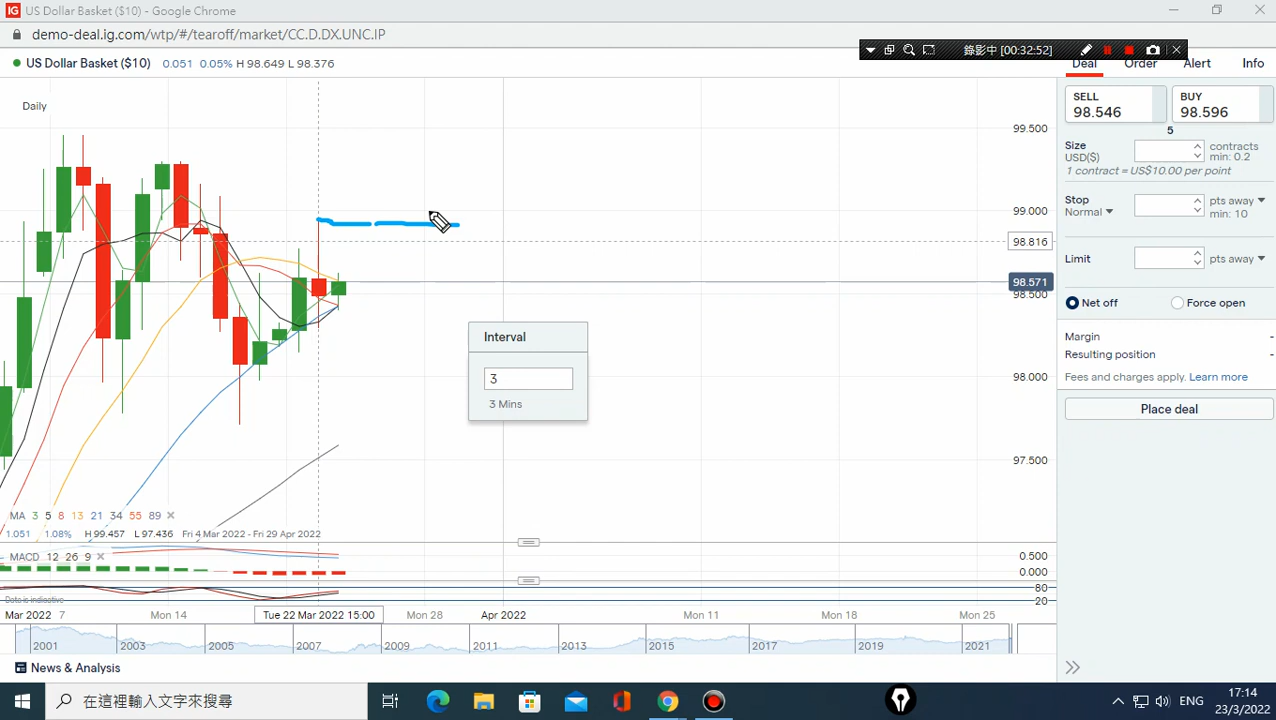 IG US Dollar Basket ($10) - Google Chrome
demo-deal.ig.com/wtp/#/tearoff/market/CC.D.DX.UNC.IP
錄影中 [00:32:52]
US Dollar Basket ($10) 0.051 0.05% H 98.649 L 98.376
Deal Order Alert Info
Daily
SELL
98.546
BUY
98.596
5
Size
USD($)
contracts
min: 0.2
1 contract = US$10.00 per point
Stop
Normal
pts away
min: 10
Limit
pts away
Net off
Force open
Margin -
Resulting position -
Fees and charges apply. Learn more
Place deal
99.500
99.000
98.816
98.571
98.500
98.000
97.500
Interval
3
3 Mins
MA 3 5 8 13 21 34 55 89
1.051 1.08% H 99.457 L 97.436 Fri 4 Mar 2022 - Fri 29 Apr 2022
MACD 12 26 9
0.500
0.000
80
20
Data is indicative
Mar 2022 7 Mon 14 Tue 22 Mar 2022 15:00 Mon 28 Apr 2022 Mon 11 Mon 18 Mon 25
2001 2003 2005 2007 2009 2011 2013 2015 2017 2019 2021
News & Analysis
在這裡輸入文字來搜尋
ENG
17:14
23/3/2022